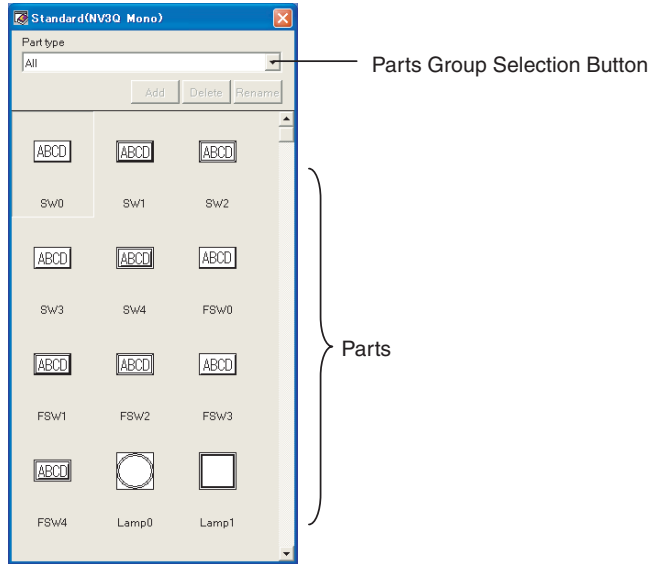 Standard(NV3Q Mono)
Part type
All
Parts Group Selection Button
Add Delete Rename
ABCD ABCD ABCD
SW0 SW1 SW2
ABCD ABCD ABCD
SW3 SW4 FSW0
ABCD ABCD ABCD
Parts
FSW1 FSW2 FSW3
ABCD
FSW4 Lamp0 Lamp1